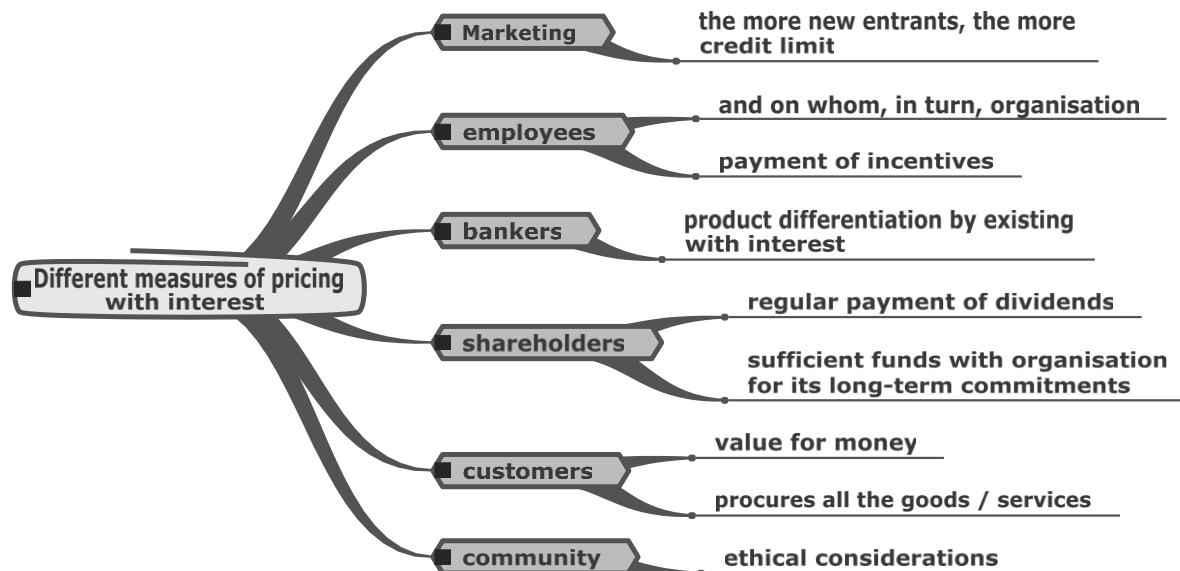 Different measures of pricing
with interest
Marketing
the more new entrants, the more
credit limit
employees
and on whom, in turn, organisation
payment of incentives
bankers
product differentiation by existing
with interest
shareholders
regular payment of dividends
sufficient funds with organisation
for its long-term commitments
customers
value for money
procures all the goods / services
community
ethical considerations